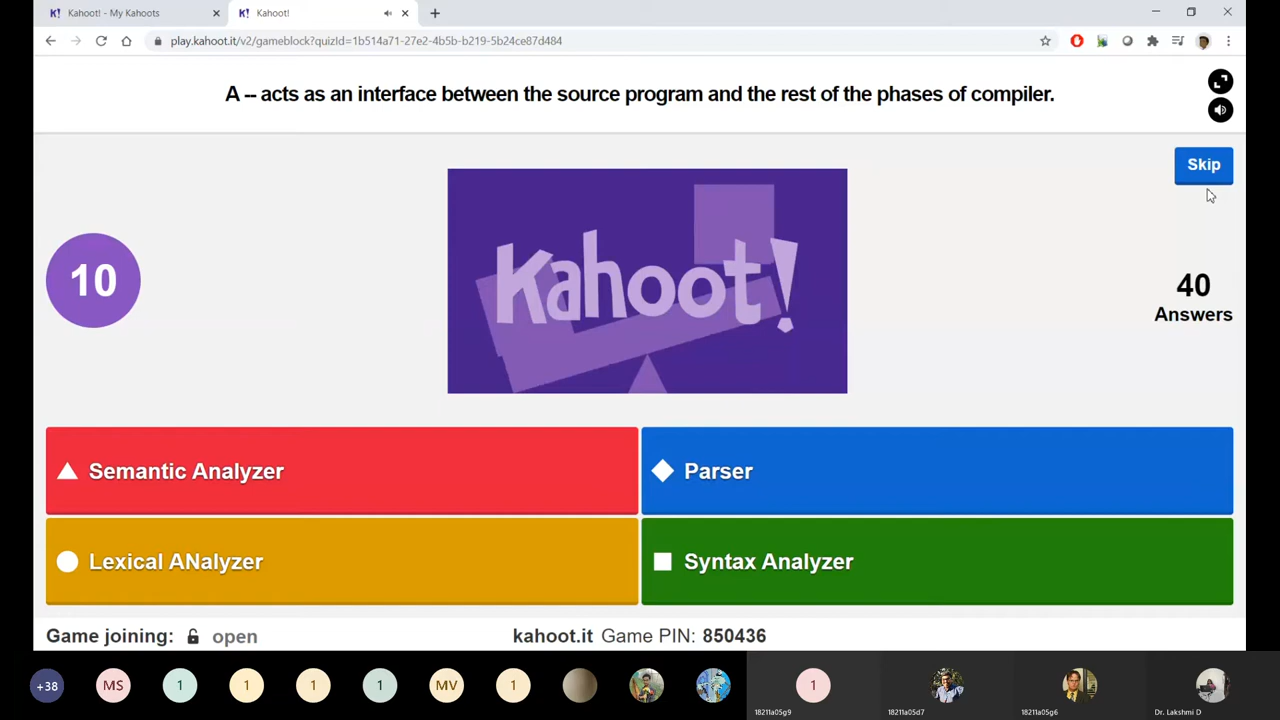 Kahoot! - My Kahoots
Kahoot!
play.kahoot.it/v2/gameblock?quizId=1b514a71-27e2-4b5b-b219-5b24ce87d484
A -- acts as an interface between the source program and the rest of the phases of compiler.
Skip
10
Kahoot!
40
Answers
Semantic Analyzer
Parser
Lexical ANalyzer
Syntax Analyzer
Game joining: open
kahoot.it Game PIN: 850436
+38
MS
1
1
1
1
MV
1
1
18211a05g9
18211a05d7
18211a05g6
Dr. Lakshmi D